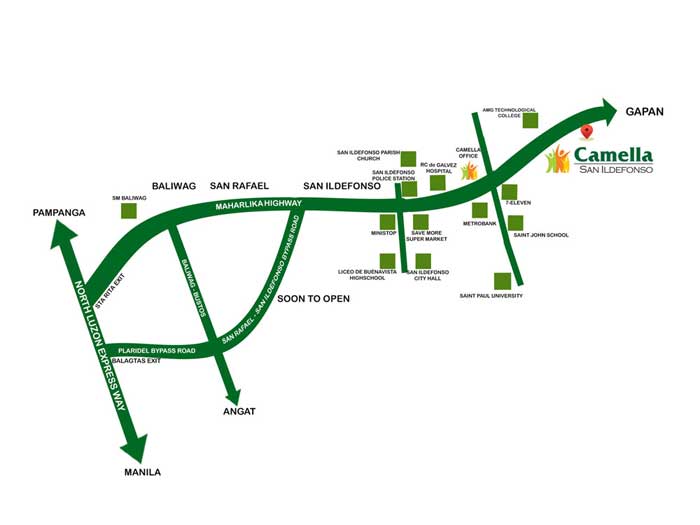 AMG TECHNOLOGICAL
COLLEGE
GAPAN
Camella
SAN ILDEFONSO
SAN ILDEFONSO PARISH
CHURCH
CAMELLA
OFFICE
RC de GALVEZ
HOSPITAL
SAN ILDEFONSO
POLICE STATION
BALIWAG
SAN RAFAEL
SAN ILDEFONSO
SM BALIWAG
MAHARLIKA HIGHWAY
7-ELEVEN
PAMPANGA
METROBANK
MINISTOP
SAVE MORE
SUPER MARKET
SAINT JOHN SCHOOL
LICEO DE BUENAVISTA
HIGHSCHOOL
SAN ILDEFONSO
CITY HALL
STA RITA EXIT
BALIWAG - BUSTOS
SAN RAFAEL - SAN ILDEFONSO BYPASS ROAD
SOON TO OPEN
SAINT PAUL UNIVERSITY
NORTH LUZON EXPRESS WAY
PLARIDEL BYPASS ROAD
BALAGTAS EXIT
ANGAT
MANILA